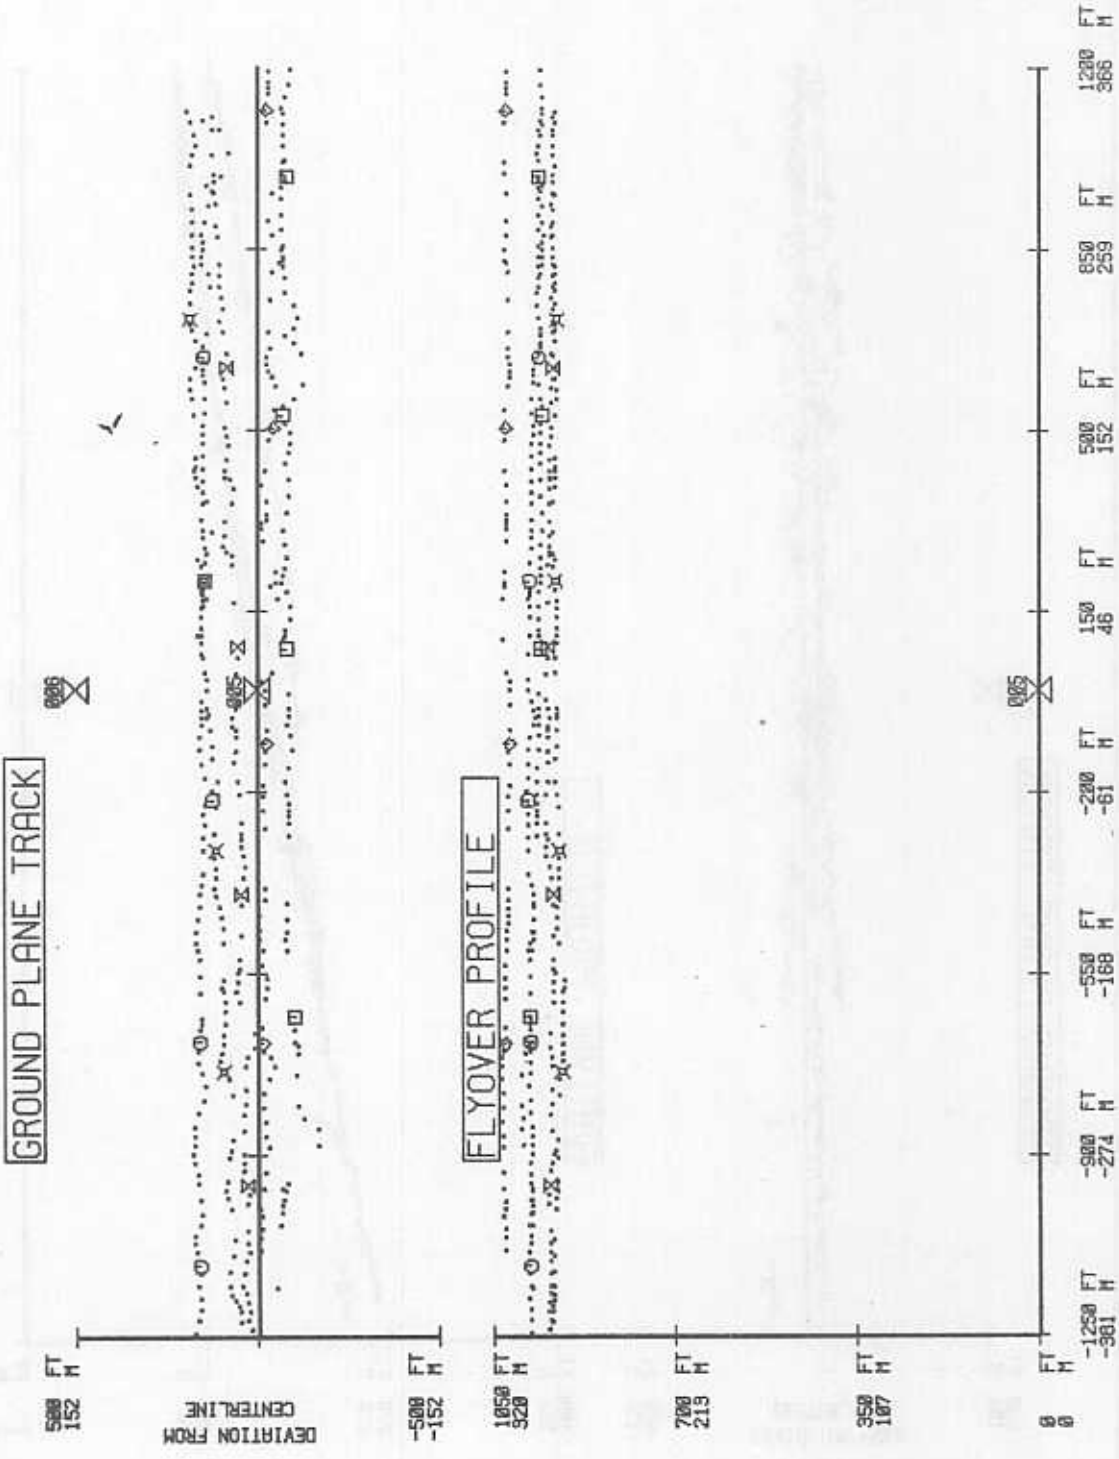 GROUND PLANE TRACK
006
005
500 FT
152 M
DEVIATION FROM
CENTERLINE
-500 FT
-152 M
FLYOVER PROFILE
1050 FT
320 M
700 FT
213 M
350 FT
107 M
005
0 FT
0 M
-1250 FT
-381 M
-900 FT
-274 M
-550 FT
-168 M
-200 FT
-61 M
150 FT
46 M
500 FT
152 M
850 FT
259 M
1200 FT
366 M